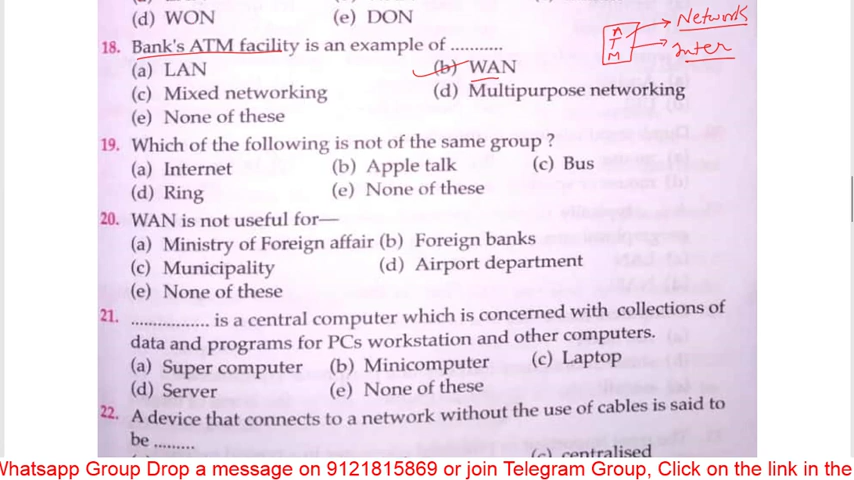 (d) WON (e) DON
18. Bank's ATM facility is an example of ...........
(a) LAN (b) WAN
(c) Mixed networking (d) Multipurpose networking
(e) None of these
ATM Network
Inter
19. Which of the following is not of the same group ?
(a) Internet (b) Apple talk (c) Bus
(d) Ring (e) None of these
20. WAN is not useful for—
(a) Ministry of Foreign affair (b) Foreign banks
(c) Municipality (d) Airport department
(e) None of these
21. ................. is a central computer which is concerned with collections of
data and programs for PCs workstation and other computers.
(a) Super computer (b) Minicomputer (c) Laptop
(d) Server (e) None of these
22. A device that connects to a network without the use of cables is said to
be .........
(c) centralised
Whatsapp Group Drop a message on 9121815869 or join Telegram Group, Click on the link in the